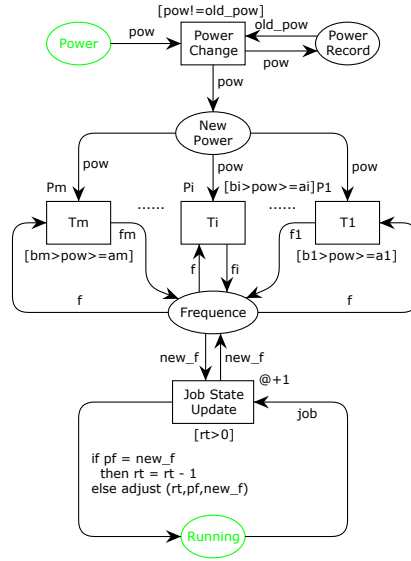 [pow!=old_pow]
Power
pow
Power
Change
old_pow
pow
Power
Record
pow
New
Power
pow
pow
pow
Pm
......
Pi
[bi>pow>=ai]
......
P1
Tm
Ti
T1
[bm>pow>=am]
fm
f
fi
f1
[b1>pow>=a1]
f
f
Frequence
new_f
new_f
@+1
Job State
Update
job
[rt>0]
if pf = new_f
then rt = rt - 1
else adjust (rt,pf,new_f)
Running